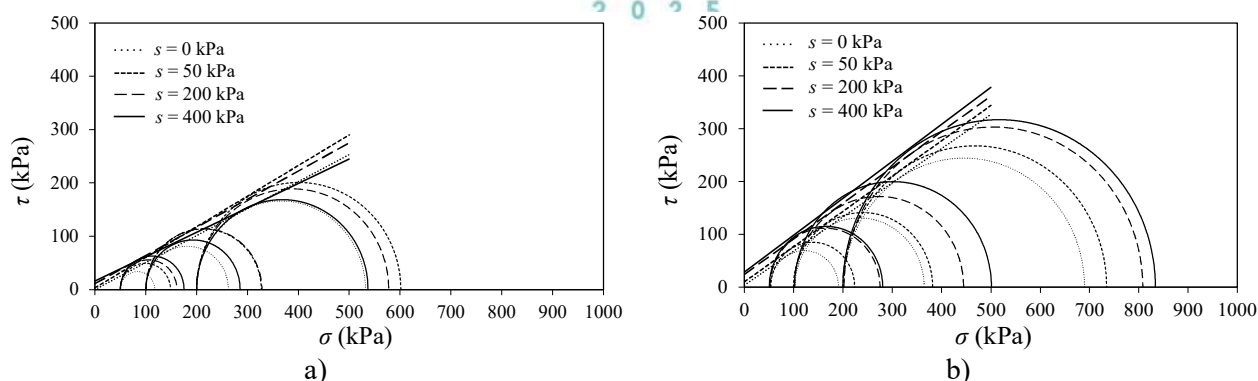 2 0 2 5
500
400
300
200
100
0
τ (kPa)
s = 0 kPa
s = 50 kPa
s = 200 kPa
s = 400 kPa
0 100 200 300 400 500 600 700 800 900 1000
σ (kPa)
a)
500
400
300
200
100
0
τ (kPa)
s = 0 kPa
s = 50 kPa
s = 200 kPa
s = 400 kPa
0 100 200 300 400 500 600 700 800 900 1000
σ (kPa)
b)